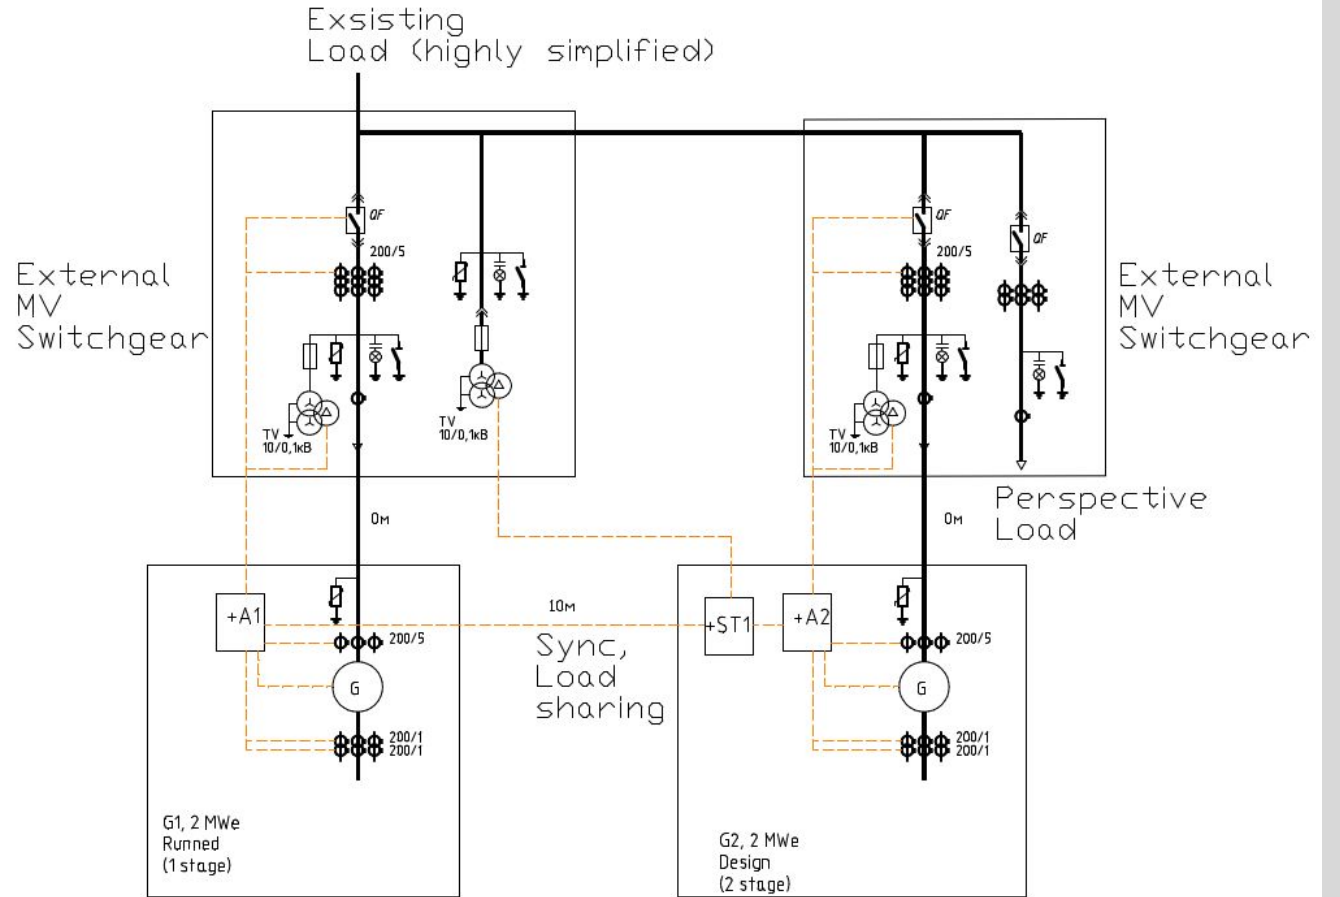 Exsisting
Load (highly simplified)
QF
200/5
External
MV
Switchgear
TV
10/0,1кВ
TV
10/0,1кВ
QF
200/5
QF
External
MV
Switchgear
TV
10/0,1кВ
Perspective
Load
0м
0м
+A1
10м
+ST1
+A2
Sync,
Load
sharing
200/5
G
200/1
200/1
200/5
G
200/1
200/1
G1, 2 MWe
Runned
(1 stage)
G2, 2 MWe
Design
(2 stage)